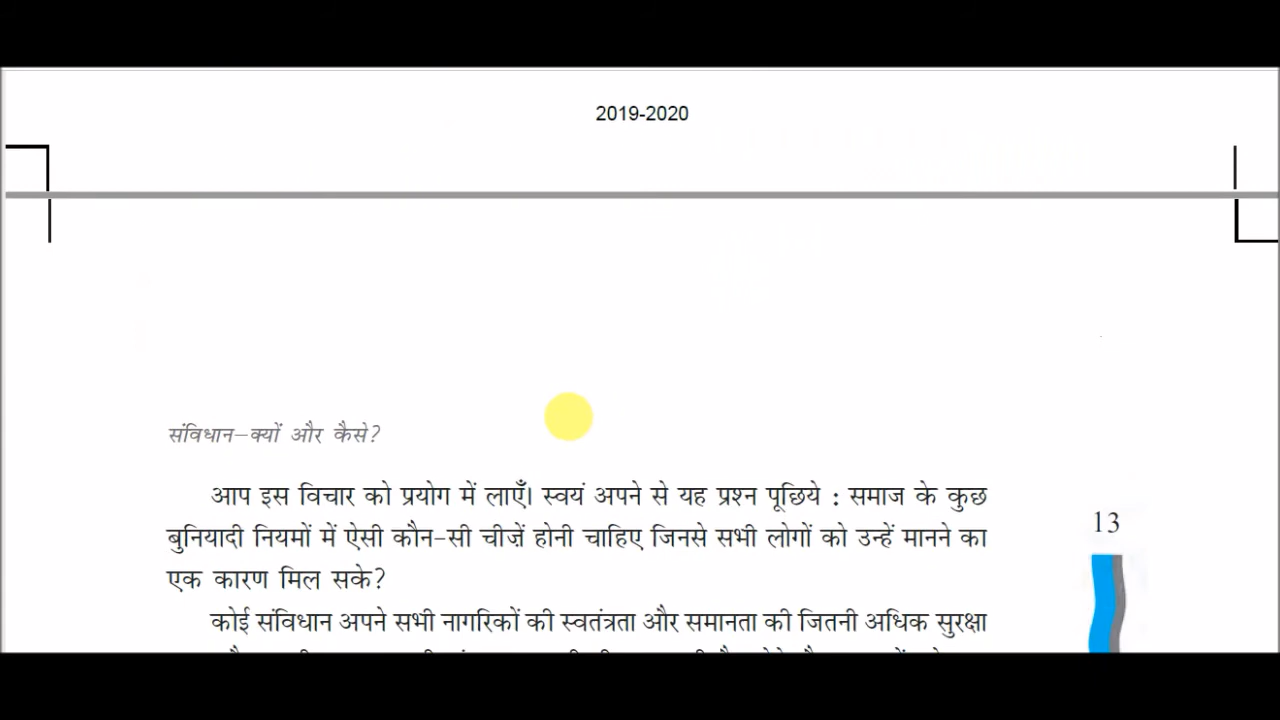 2019-2020
संविधान–क्यों और कैसे?
आप इस विचार को प्रयोग में लाएँ। स्वयं अपने से यह प्रश्न पूछिये : समाज के कुछ
13
बुनियादी नियमों में ऐसी कौन-सी चीज़ें होनी चाहिए जिनसे सभी लोगों को उन्हें मानने का
एक कारण मिल सके?
कोई संविधान अपने सभी नागरिकों की स्वतंत्रता और समानता की जितनी अधिक सुरक्षा